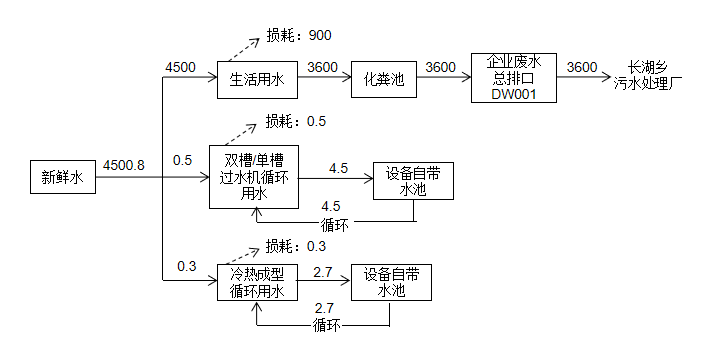 损耗：900
4500
生活用水
3600
化粪池
3600
企业废水
总排口
DW001
3600
长湖乡
污水处理厂
损耗：0.5
新鲜水
4500.8
0.5
双槽/单槽
过水机循环
用水
4.5
设备自带
水池
4.5
循环
损耗：0.3
0.3
冷热成型
循环用水
2.7
设备自带
水池
2.7
循环